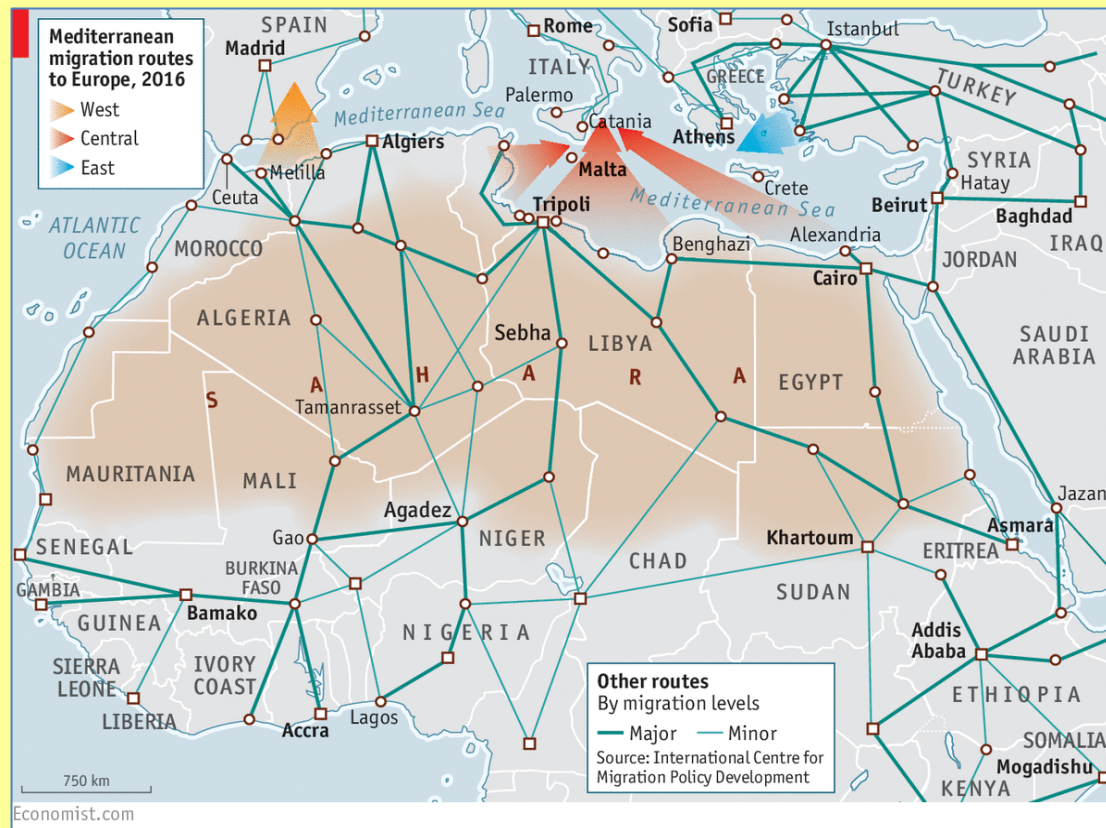 Mediterranean
migration routes
to Europe, 2016
West
Central
East
SPAIN
Madrid
Rome
ITALY
Sofia
Istanbul
GREECE
TURKEY
Palermo
Catania
Mediterranean Sea
Algiers
Athens
Malta
Melilla
Ceuta
Crete
SYRIA
Hatay
Tripoli
Mediterranean Sea
Beirut
Baghdad
ATLANTIC
OCEAN
MOROCCO
Benghazi
Alexandria
IRAQ
Cairo
JORDAN
ALGERIA
Sebha
LIBYA
SAUDI
ARABIA
S A H A R A
EGYPT
Tamanrasset
MAURITANIA
MALI
Agadez
Jazan
Gao
NIGER
Khartoum
Asmara
SENEGAL
CHAD
ERITREA
GAMBIA
BURKINA
FASO
SUDAN
Bamako
GUINEA
NIGERIA
Addis
Ababa
SIERRA
LEONE
IVORY
COAST
ETHIOPIA
LIBERIA
Accra
Lagos
SOMALIA
Mogadishu
KENYA
Other routes
By migration levels
Major Minor
Source: International Centre for
Migration Policy Development
750 km
Economist.com